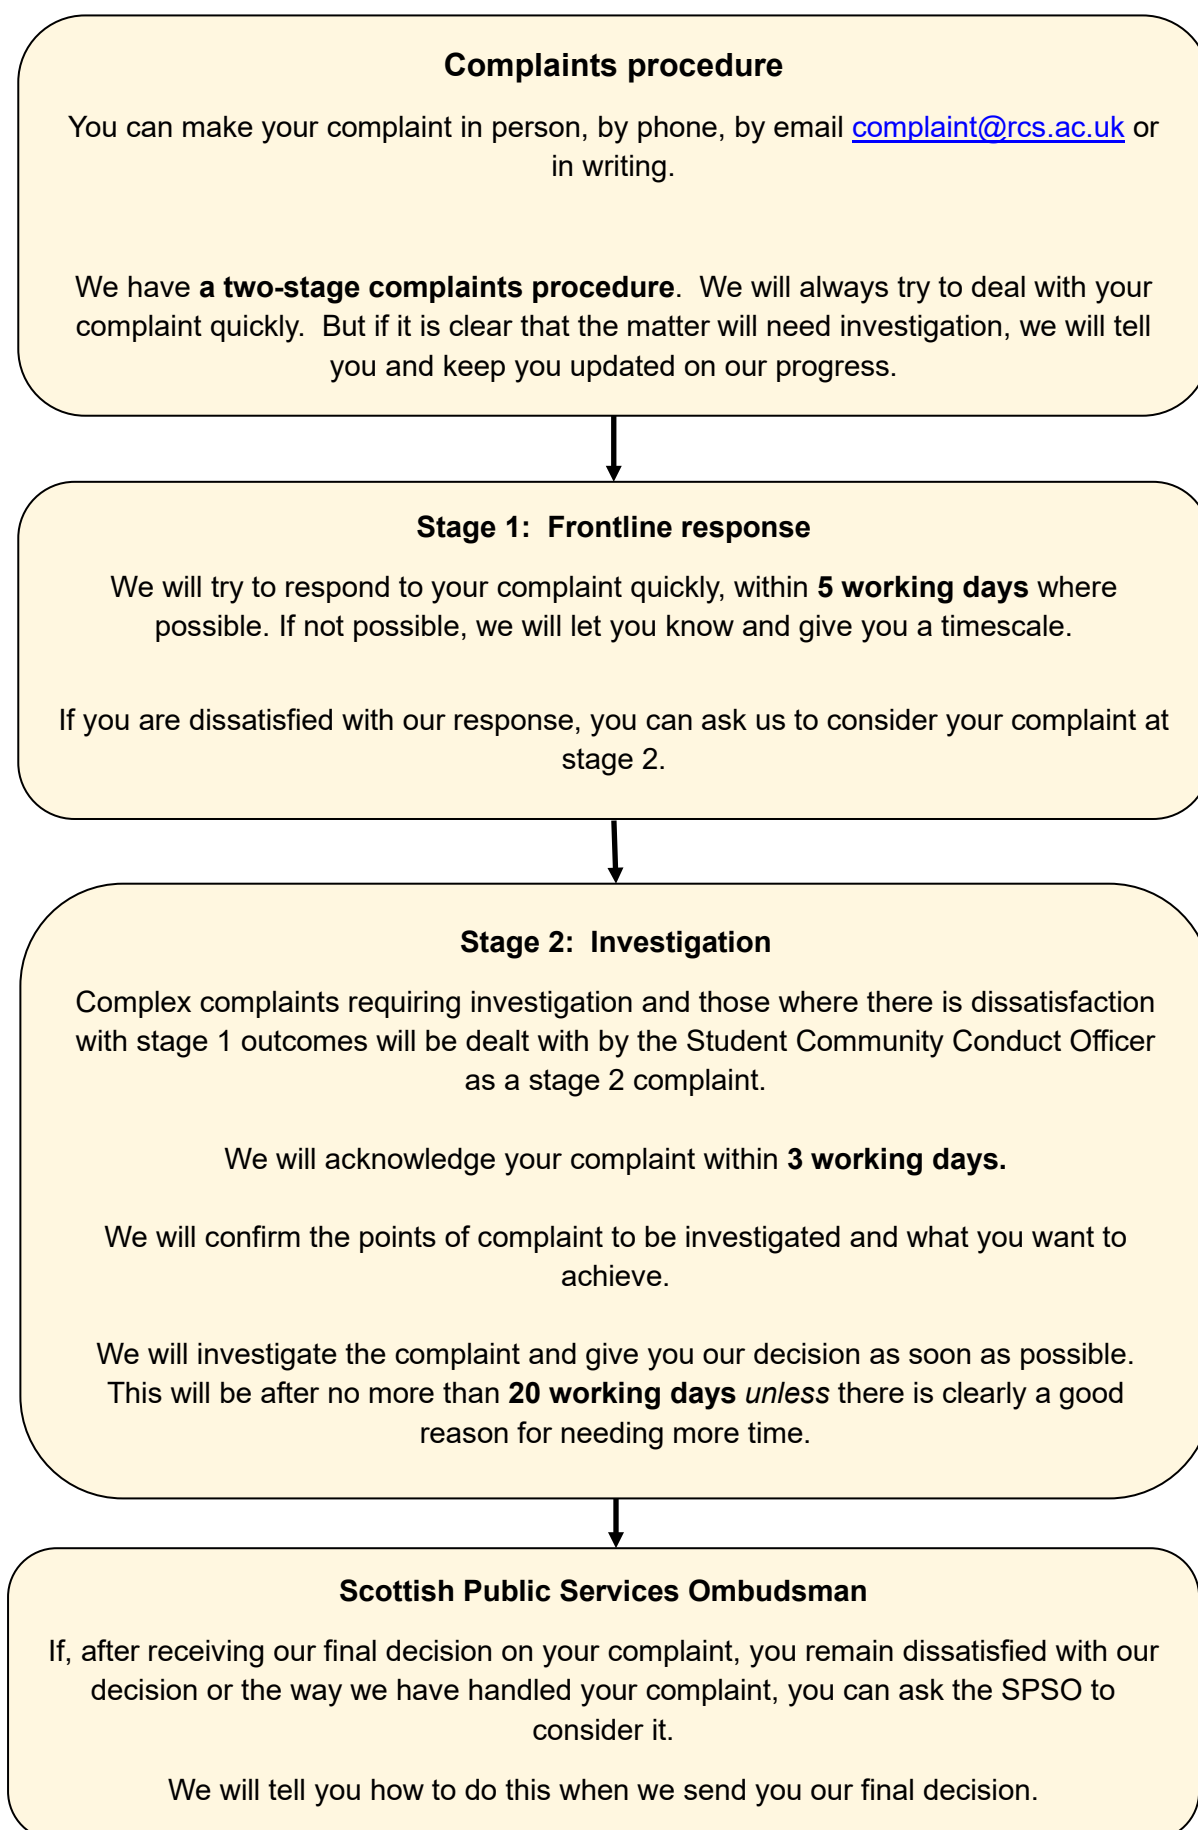 Complaints procedure
You can make your complaint in person, by phone, by email complaint@rcs.ac.uk or
in writing.
We have a two-stage complaints procedure.  We will always try to deal with your
complaint quickly.  But if it is clear that the matter will need investigation, we will tell
you and keep you updated on our progress.
Stage 1:  Frontline response
We will try to respond to your complaint quickly, within 5 working days where
possible. If not possible, we will let you know and give you a timescale.
If you are dissatisfied with our response, you can ask us to consider your complaint at
stage 2.
Stage 2:  Investigation
Complex complaints requiring investigation and those where there is dissatisfaction
with stage 1 outcomes will be dealt with by the Student Community Conduct Officer
as a stage 2 complaint.
We will acknowledge your complaint within 3 working days.
We will confirm the points of complaint to be investigated and what you want to
achieve.
We will investigate the complaint and give you our decision as soon as possible.
This will be after no more than 20 working days unless there is clearly a good
reason for needing more time.
Scottish Public Services Ombudsman
If, after receiving our final decision on your complaint, you remain dissatisfied with our
decision or the way we have handled your complaint, you can ask the SPSO to
consider it.
We will tell you how to do this when we send you our final decision.